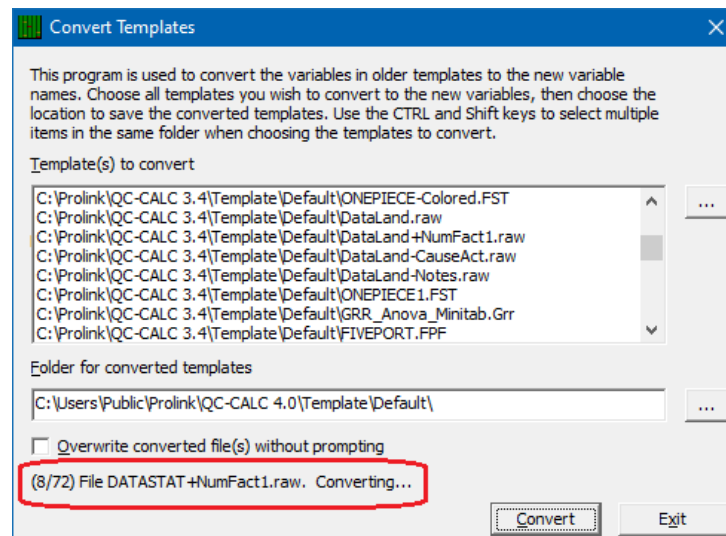 Convert Templates
This program is used to convert the variables in older templates to the new variable
names. Choose all templates you wish to convert to the new variables, then choose the
location to save the converted templates. Use the CTRL and Shift keys to select multiple
items in the same folder when choosing the templates to convert.
Template(s) to convert
C:\Prolink\QC-CALC 3.4\Template\Default\ONEPIECE-Colored.FST
C:\Prolink\QC-CALC 3.4\Template\Default\DataLand.raw
C:\Prolink\QC-CALC 3.4\Template\Default\DataLand+NumFact1.raw
C:\Prolink\QC-CALC 3.4\Template\Default\DataLand-CauseAct.raw
C:\Prolink\QC-CALC 3.4\Template\Default\DataLand-Notes.raw
C:\Prolink\QC-CALC 3.4\Template\Default\ONEPIECE1.FST
C:\Prolink\QC-CALC 3.4\Template\Default\GRR_Anova_Minitab.Grr
C:\Prolink\QC-CALC 3.4\Template\Default\FIVEPORT.FPF
...
Folder for converted templates
C:\Users\Public\Prolink\QC-CALC 4.0\Template\Default\
...
Overwrite converted file(s) without prompting
(8/72) File DATASTAT+NumFact1.raw. Converting...
Convert
Exit